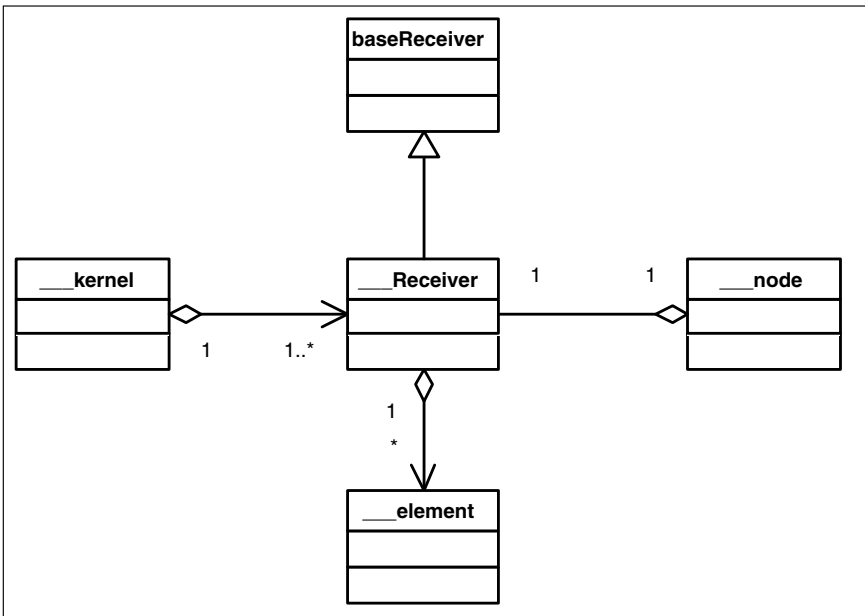 baseReceiver
___kernel
___Receiver
1
1
___node
1
1..*
1
*
___element